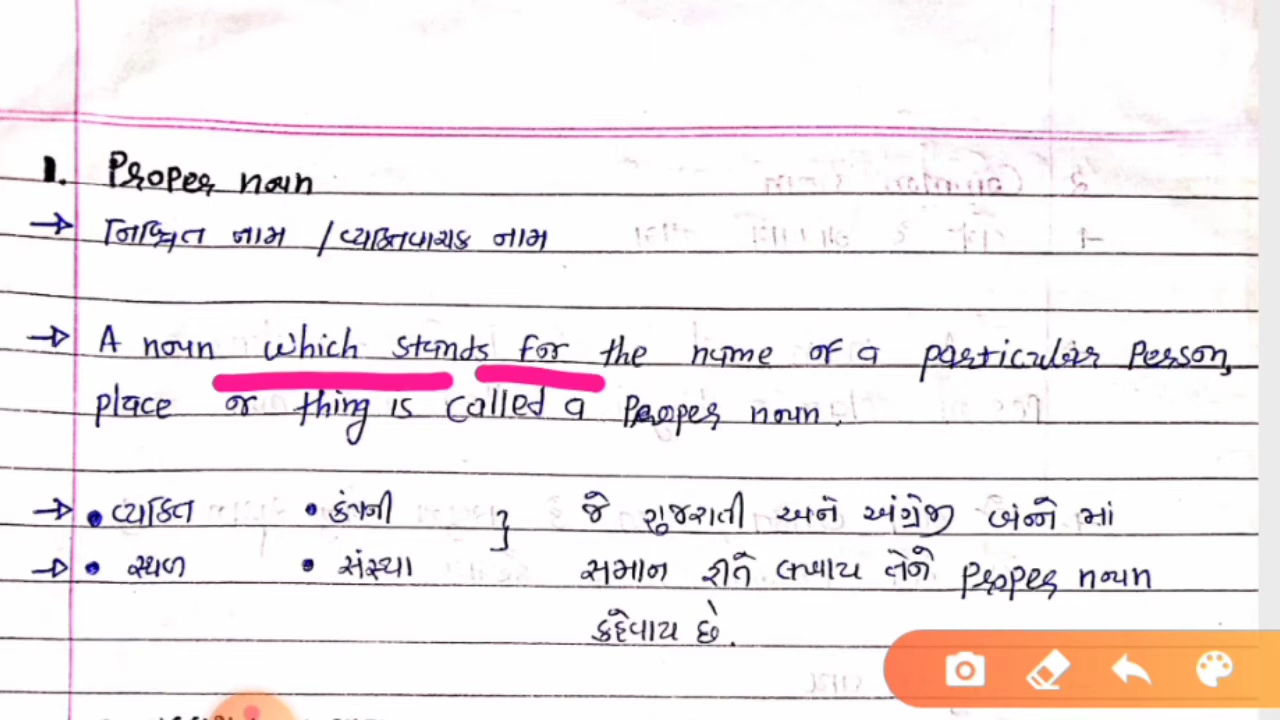 1. Proper noun
→ નિશ્ચિત નામ / વ્યક્તિવાચક નામ
→ A noun which stands for the name of a particular Person,
place or thing is called a Proper noun.
→ • વ્યકિત • કંપની } જે ગુજરાતી અને અંગ્રેજી બંને માં
→ • સ્થળ • સંસ્થા સમાન રીતે લખાય તેને Proper noun
કહેવાય છે.